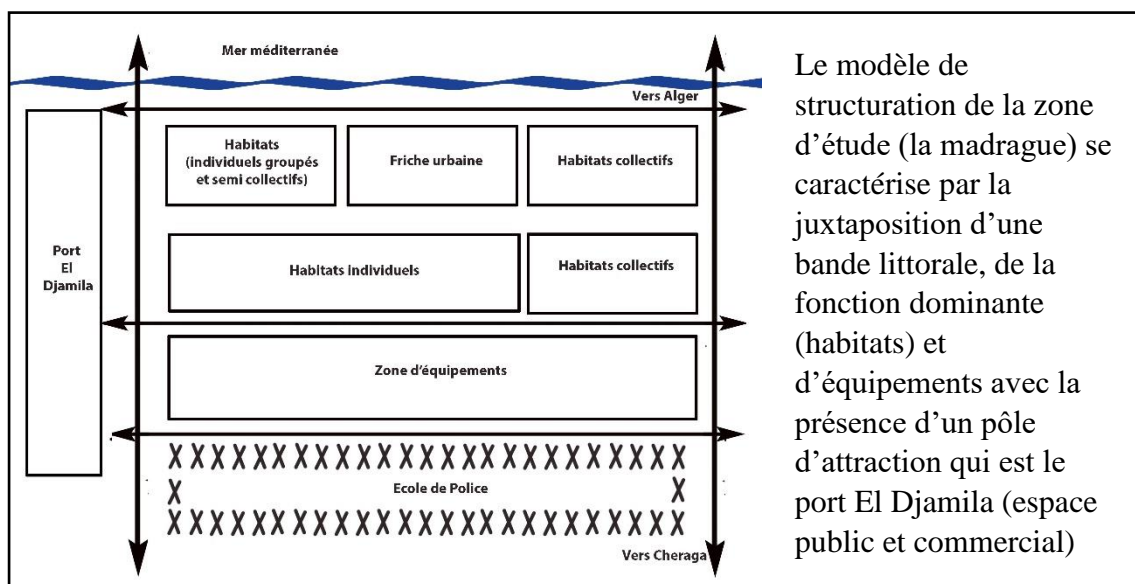 Mer méditerranée
Vers Alger
Habitats
(individuels groupés
et semi collectifs)
Friche urbaine
Habitats collectifs
Port
El
Djamila
Habitats individuels
Habitats collectifs
Zone d'équipements
Ecole de Police
Vers Cheraga
Le modèle de
structuration de la zone
d'étude (la madrague) se
caractérise par la
juxtaposition d'une
bande littorale, de la
fonction dominante
(habitats) et
d'équipements avec la
présence d'un pôle
d'attraction qui est le
port El Djamila (espace
public et commercial)